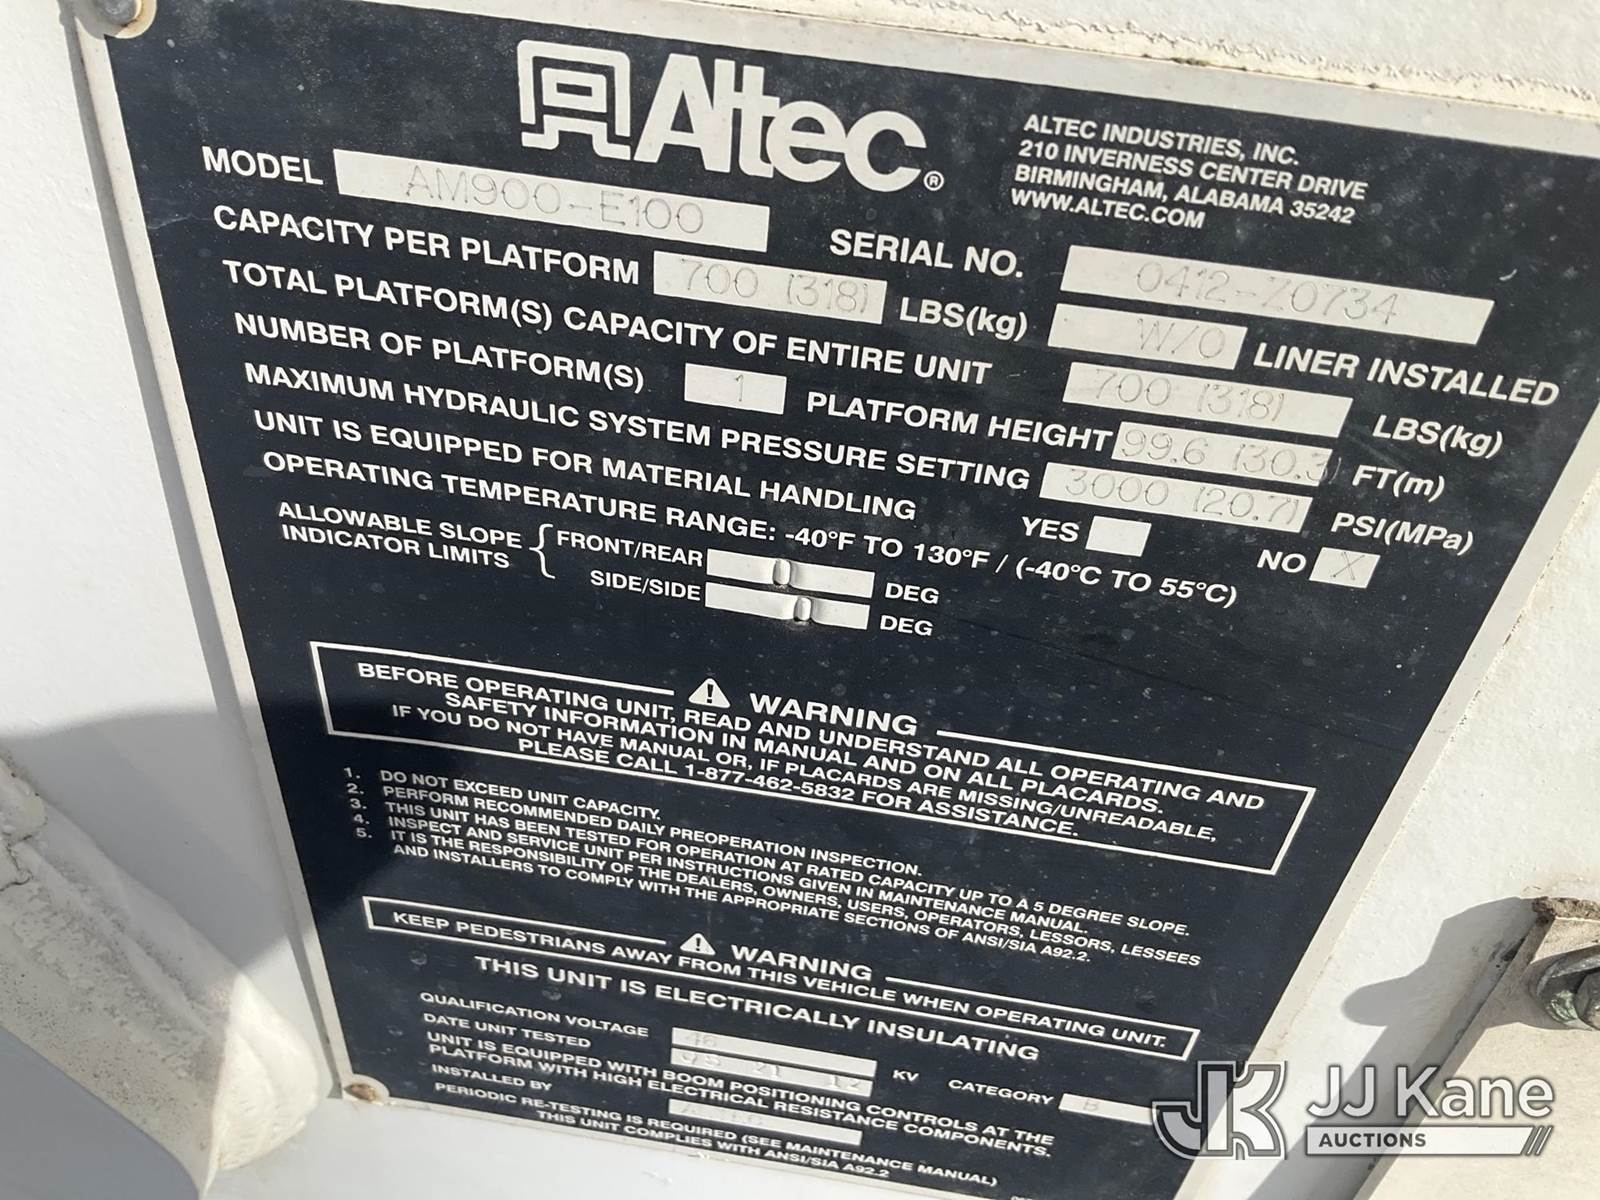 Altec®
ALTEC INDUSTRIES, INC.
210 INVERNESS CENTER DRIVE
BIRMINGHAM, ALABAMA 35242
WWW.ALTEC.COM
MODEL AM900-E100
SERIAL NO. 0412-Z0734
CAPACITY PER PLATFORM 700 (318) LBS(kg) W/O LINER INSTALLED
TOTAL PLATFORM(S) CAPACITY OF ENTIRE UNIT 700 (318) LBS(kg)
NUMBER OF PLATFORM(S) 1 PLATFORM HEIGHT 99.6 (30.3) FT(m)
MAXIMUM HYDRAULIC SYSTEM PRESSURE SETTING 3000 (20.7) PSI(MPa)
UNIT IS EQUIPPED FOR MATERIAL HANDLING YES NO X
OPERATING TEMPERATURE RANGE: -40°F TO 130°F / (-40°C TO 55°C)
ALLOWABLE SLOPE INDICATOR LIMITS
FRONT/REAR 0 DEG
SIDE/SIDE 0 DEG
WARNING
BEFORE OPERATING UNIT, READ AND UNDERSTAND ALL OPERATING AND
SAFETY INFORMATION IN MANUAL AND ON ALL PLACARDS.
IF YOU DO NOT HAVE MANUAL OR, IF PLACARDS ARE MISSING/UNREADABLE,
PLEASE CALL 1-877-462-5832 FOR ASSISTANCE.
1. DO NOT EXCEED UNIT CAPACITY.
2. PERFORM RECOMMENDED DAILY PREOPERATION INSPECTION.
3. THIS UNIT HAS BEEN TESTED FOR OPERATION AT RATED CAPACITY UP TO A 5 DEGREE SLOPE.
4. INSPECT AND SERVICE UNIT PER INSTRUCTIONS GIVEN IN MAINTENANCE MANUAL.
5. IT IS THE RESPONSIBILITY OF THE DEALERS, OWNERS, USERS, OPERATORS, LESSORS, LESSEES
AND INSTALLERS TO COMPLY WITH THE APPROPRIATE SECTIONS OF ANSI/SIA A92.2.
WARNING
KEEP PEDESTRIANS AWAY FROM THIS VEHICLE WHEN OPERATING UNIT.
THIS UNIT IS ELECTRICALLY INSULATING
QUALIFICATION VOLTAGE 46 KV CATEGORY B
DATE UNIT TESTED 05 21 12
UNIT IS EQUIPPED WITH BOOM POSITIONING CONTROLS AT THE
PLATFORM WITH HIGH ELECTRICAL RESISTANCE COMPONENTS.
INSTALLED BY
PERIODIC RE-TESTING IS REQUIRED (SEE MAINTENANCE MANUAL)
THIS UNIT COMPLIES WITH ANSI/SIA A92.2
JK
JJ Kane
AUCTIONS